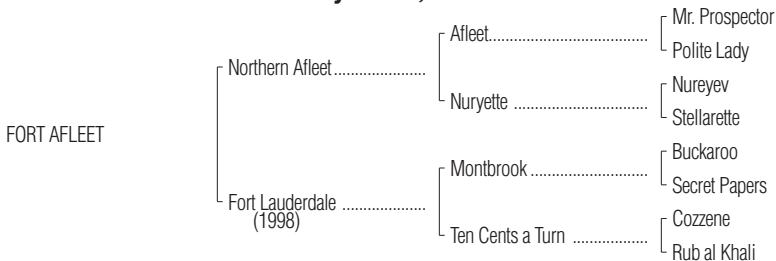 Mr. Prospector
Afleet
Polite Lady
Northern Afleet
Nureyev
Nuryette
Stellarette
FORT AFLEET
Buckaroo
Montbrook
Secret Papers
Fort Lauderdale
(1998)
Cozzene
Ten Cents a Turn
Rub al Khali